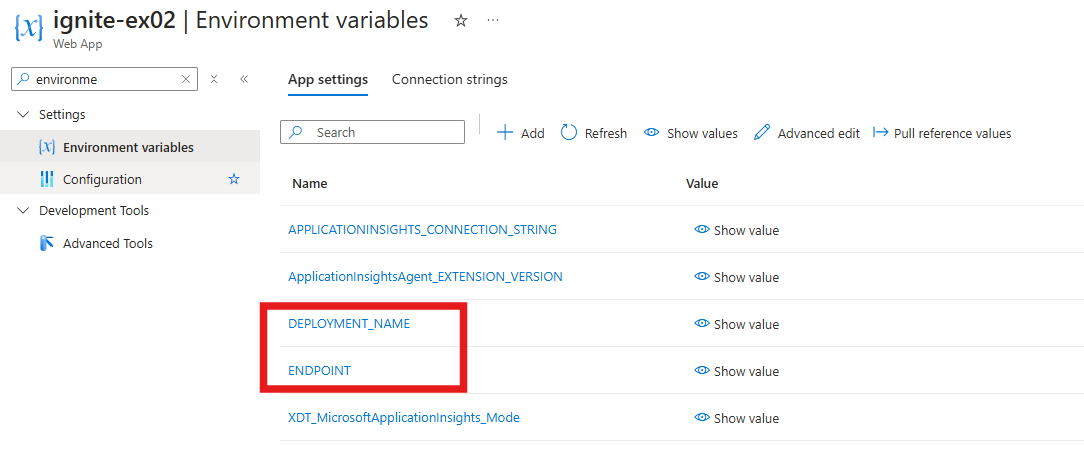 ignite-ex02 | Environment variables
Web App
environme
Settings
Environment variables
Configuration
Development Tools
Advanced Tools
App settings
Connection strings
Search
Add
Refresh
Show values
Advanced edit
Pull reference values
Name
Value
APPLICATIONINSIGHTS_CONNECTION_STRING
Show value
ApplicationInsightsAgent_EXTENSION_VERSION
Show value
DEPLOYMENT_NAME
Show value
ENDPOINT
Show value
XDT_MicrosoftApplicationInsights_Mode
Show value